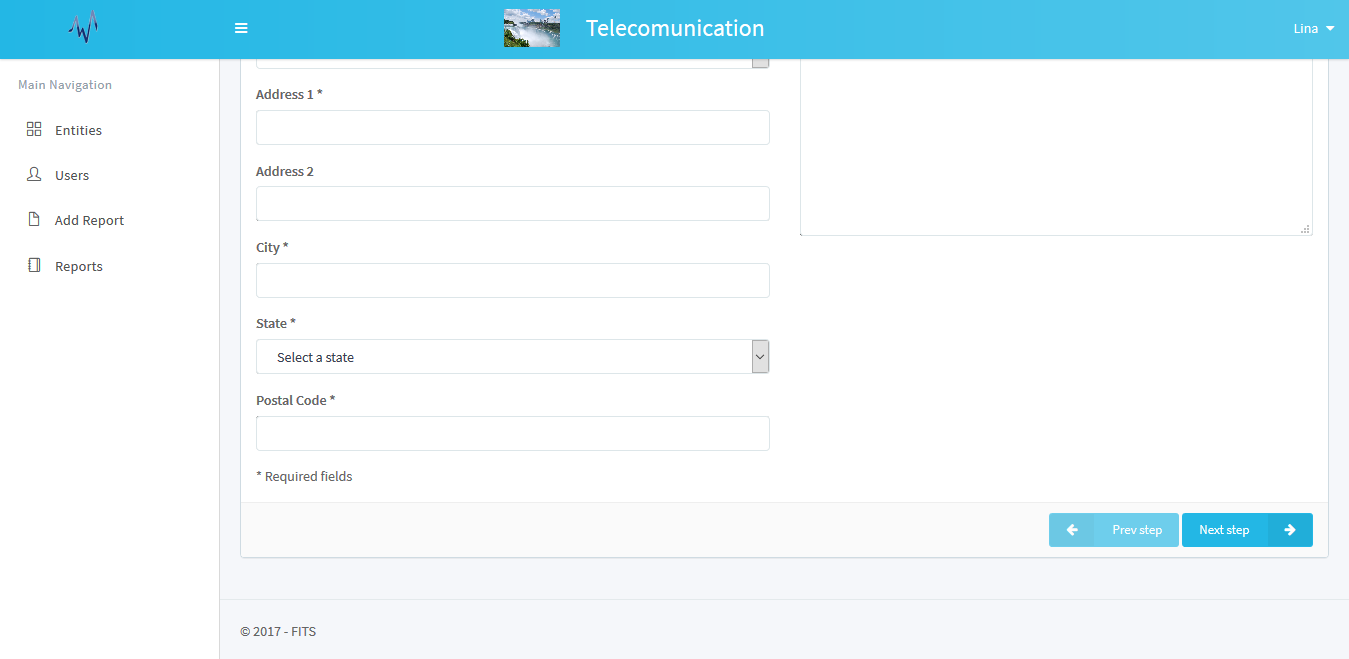 Telecomunication
Lina
Main Navigation
Entities
Users
Add Report
Reports
Address 1 *
Address 2
City *
State *
Select a state
Postal Code *
* Required fields
Prev step
Next step
© 2017 - FITS